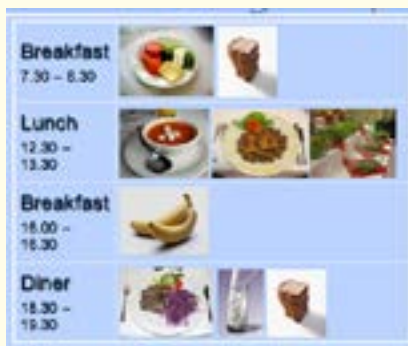 Breakfast
7.30 – 8.30
Lunch
12.30 –
13.30
Breakfast
16.00 –
16.30
Diner
18.30 –
19.30